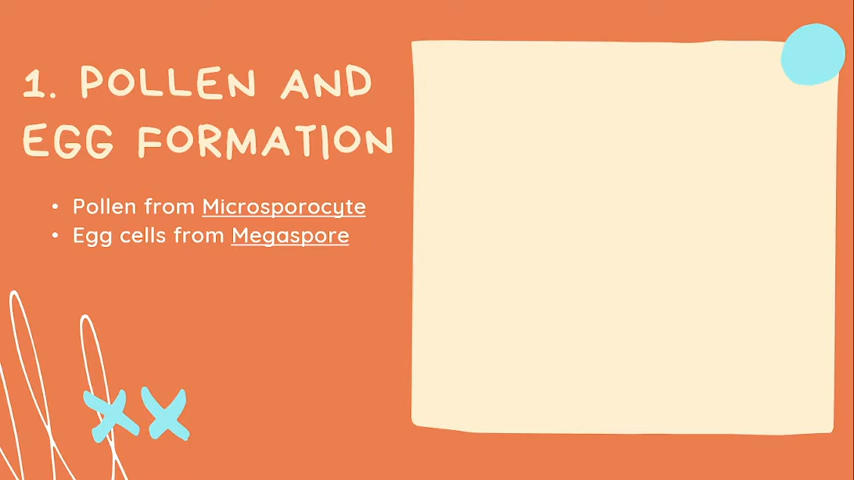 1. POLLEN AND
EGG FORMATION
• Pollen from Microsporocyte
• Egg cells from Megaspore